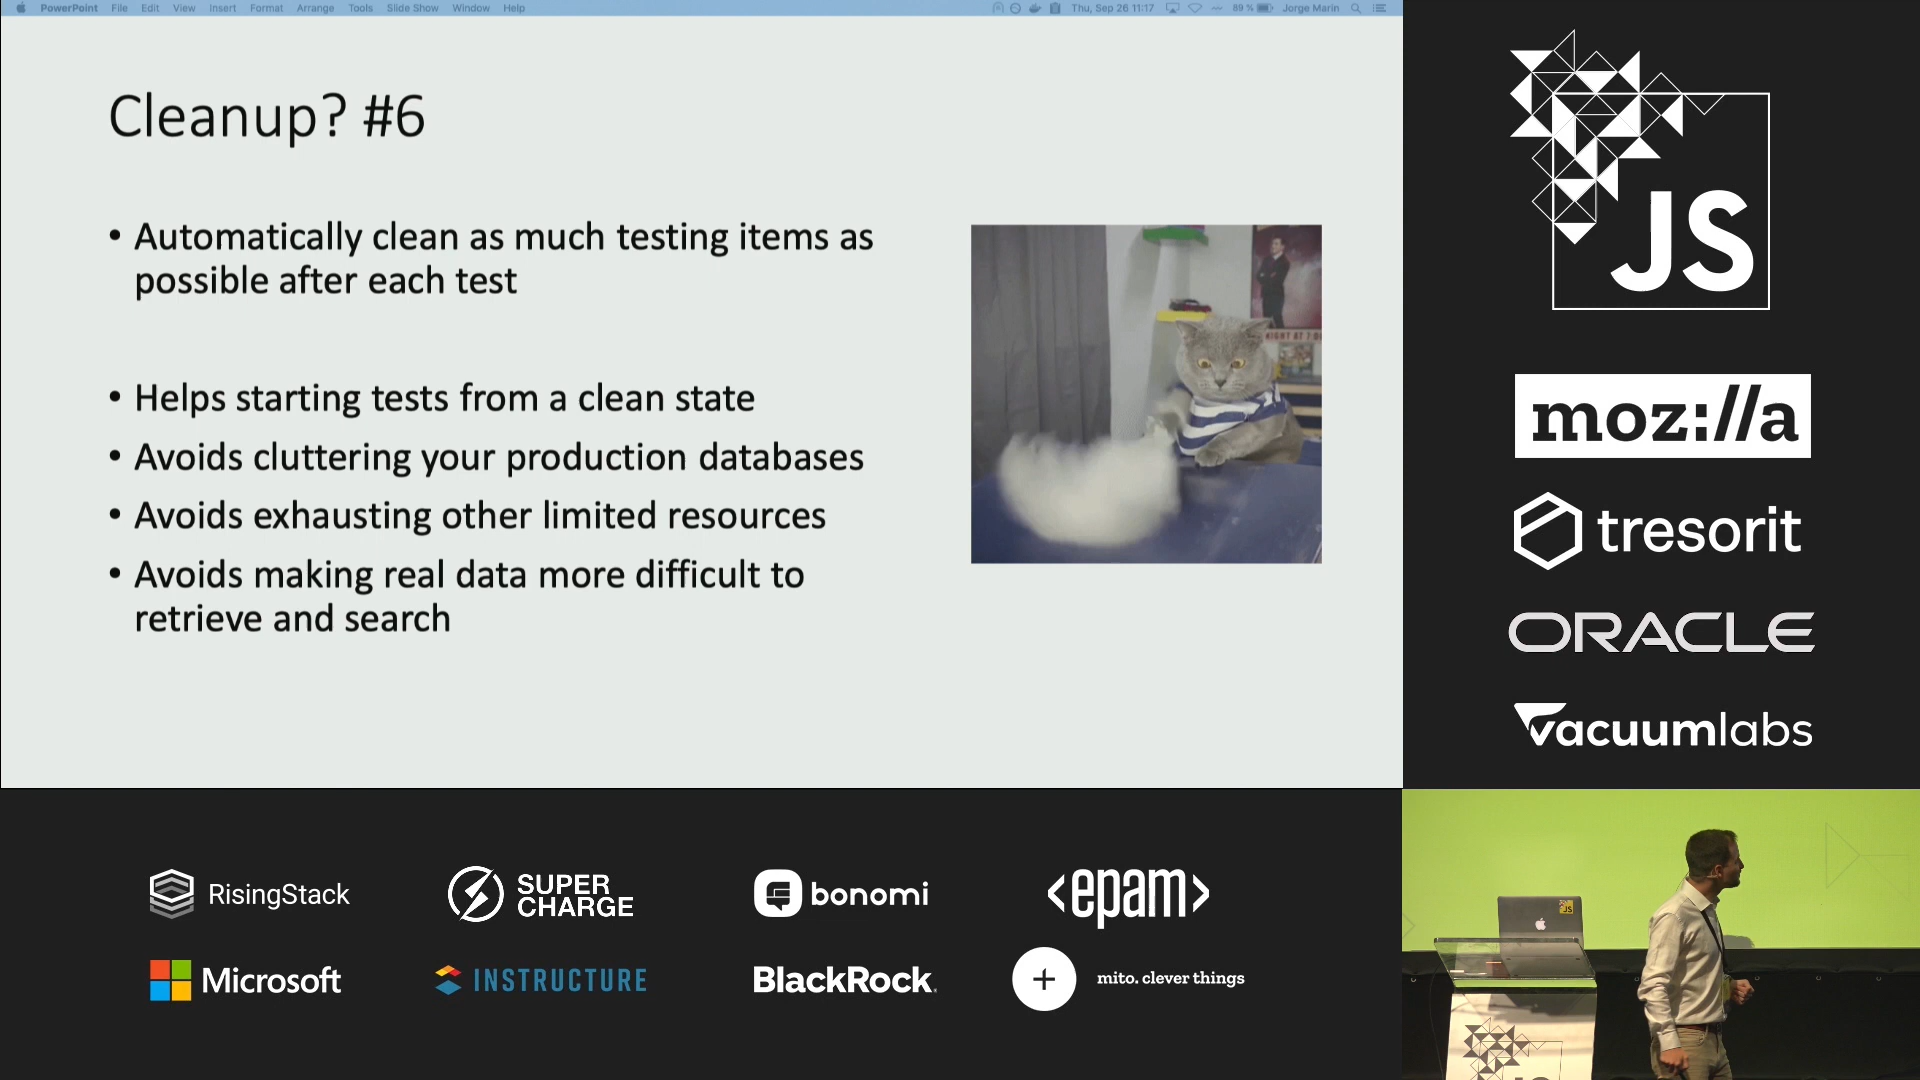 PowerPoint File Edit View Insert Format Arrange Tools Slide Show Window Help
Thu, Sep 26 11:17 89 % Jorge Marin
Cleanup? #6
• Automatically clean as much testing items as
possible after each test
• Helps starting tests from a clean state
• Avoids cluttering your production databases
• Avoids exhausting other limited resources
• Avoids making real data more difficult to
retrieve and search
JS
moz://a
tresorit
ORACLE
vacuumlabs
RisingStack
SUPER
CHARGE
bonomi
<epam>
Microsoft
INSTRUCTURE
BlackRock.
mito. clever things
JS
JS